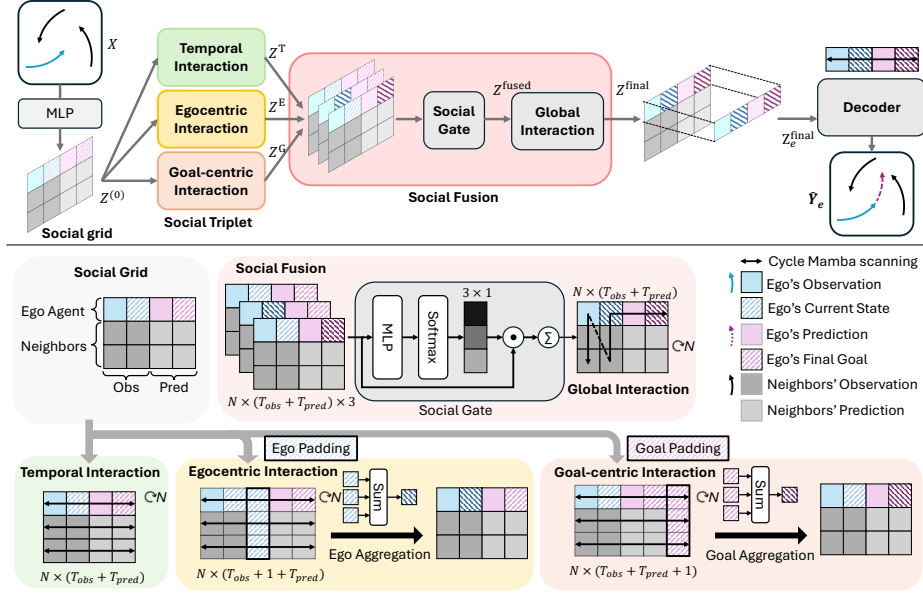 X
MLP
Z^(0)
Social grid
Temporal
Interaction
Egocentric
Interaction
Goal-centric
Interaction
Social Triplet
Z^T
Z^E
Z^G
Social
Gate
Z^fused
Global
Interaction
Social Fusion
Z^final
Z_e^final
Decoder
Ŷ_e
Social Grid
Ego Agent
Neighbors
Obs
Pred
Social Fusion
N × (T_obs + T_pred) × 3
MLP
Softmax
3 × 1
Σ
Social Gate
N × (T_obs + T_pred)
N
Global Interaction
Cycle Mamba scanning
Ego's Observation
Ego's Current State
Ego's Prediction
Ego's Final Goal
Neighbors' Observation
Neighbors' Prediction
Ego Padding
Goal Padding
Temporal Interaction
N
N × (T_obs + T_pred)
Egocentric Interaction
N
N × (T_obs + 1 + T_pred)
Sum
Ego Aggregation
Goal-centric Interaction
N
N × (T_obs + T_pred + 1)
Sum
Goal Aggregation